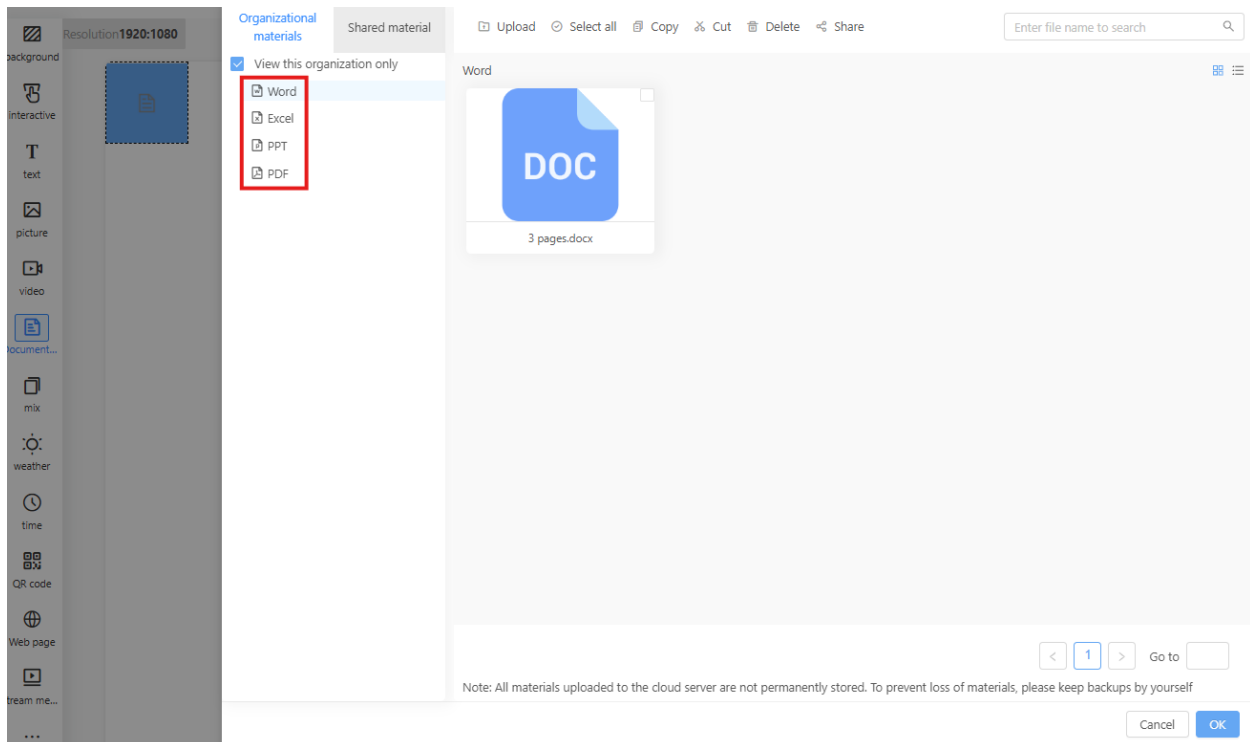 Resolution1920:1080
background
interactive
T
text
picture
video
Document...
mix
weather
time
QR code
Web page
tream me...
...
Organizational
materials
Shared material
View this organization only
Word
Excel
PPT
PDF
Upload Select all Copy Cut Delete Share
Enter file name to search
Word
DOC
3 pages.docx
< 1 > Go to
Note: All materials uploaded to the cloud server are not permanently stored. To prevent loss of materials, please keep backups by yourself
Cancel OK